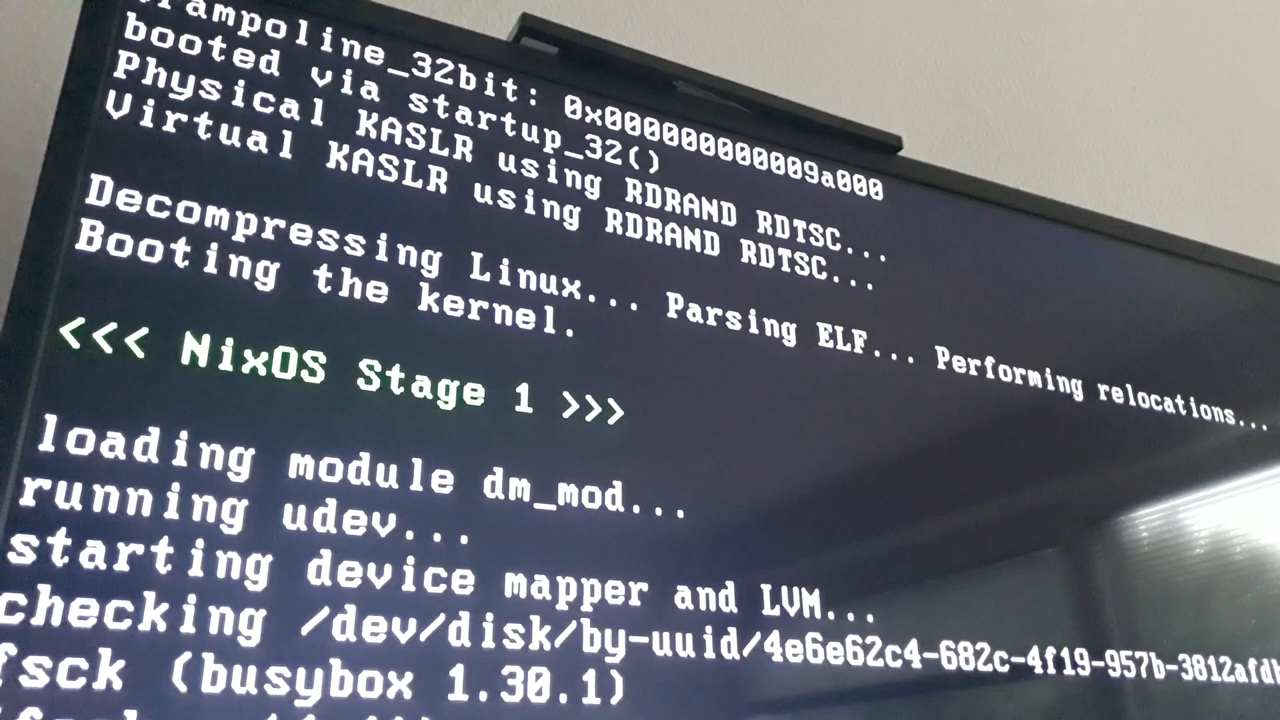 trampoline_32bit: 0x000000000009a000
booted via startup_32()
Physical KASLR using RDRAND RDTSC...
Virtual KASLR using RDRAND RDTSC...
Decompressing Linux... Parsing ELF... Performing relocations...
Booting the kernel.
<<< NixOS Stage 1 >>>
loading module dm_mod...
running udev...
starting device mapper and LVM...
checking /dev/disk/by-uuid/4e6e62c4-682c-4f19-957b-3812afdb
fsck (busybox 1.30.1)